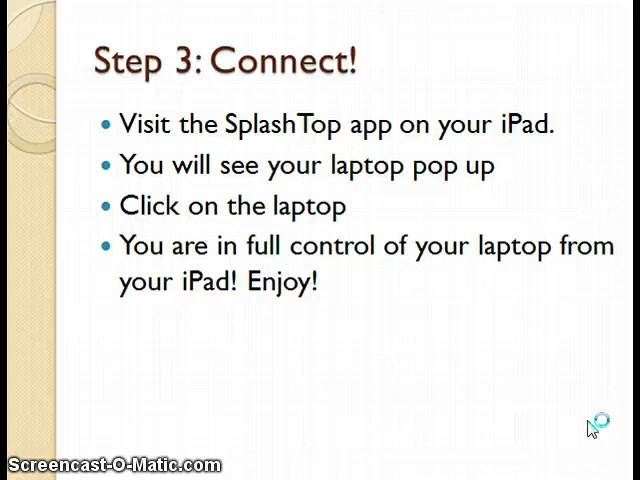 Step 3: Connect!
• Visit the SplashTop app on your iPad.
• You will see your laptop pop up
• Click on the laptop
• You are in full control of your laptop from
your iPad! Enjoy!
Screencast-O-Matic.com